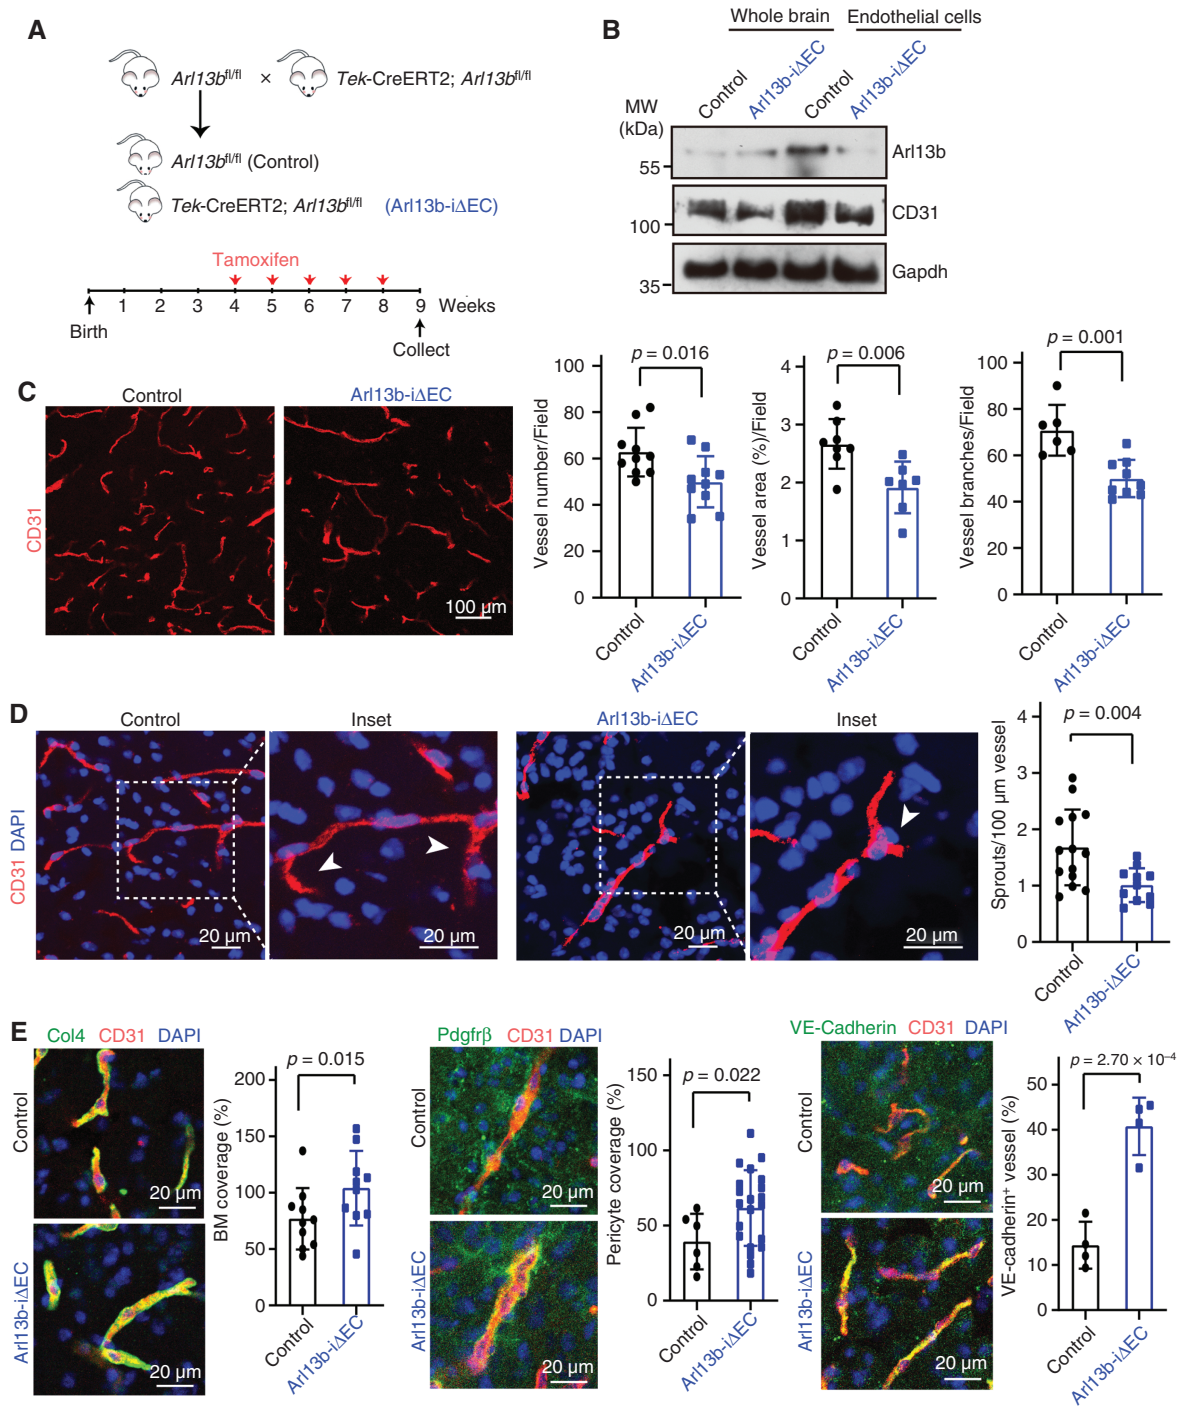 A
Arl13bfl/fl × Tek-CreERT2; Arl13bfl/fl
Arl13bfl/fl (Control)
Tek-CreERT2; Arl13bfl/fl (Arl13b-iΔEC)
Tamoxifen
1 2 3 4 5 6 7 8 9 Weeks
Birth
Collect
B
Whole brain Endothelial cells
Control Arl13b-iΔEC Control Arl13b-iΔEC
MW
(kDa)
55 Arl13b
100 CD31
35 Gapdh
C
Control Arl13b-iΔEC
CD31
100 µm
Vessel number/Field
p = 0.016
100
80
60
40
20
0
Control Arl13b-iΔEC
Vessel area (%)/Field
p = 0.006
4
3
2
1
0
Control Arl13b-iΔEC
Vessel branches/Field
p = 0.001
100
80
60
40
20
0
Control Arl13b-iΔEC
D
Control Inset Arl13b-iΔEC Inset
CD31 DAPI
20 µm 20 µm 20 µm 20 µm
Sprouts/100 µm vessel
p = 0.004
4
3
2
1
0
Control Arl13b-iΔEC
E
Col4 CD31 DAPI
Control
20 µm
Arl13b-iΔEC
20 µm
BM coverage (%)
p = 0.015
200
150
100
50
0
Control Arl13b-iΔEC
Pdgfrβ CD31 DAPI
Control
20 µm
Arl13b-iΔEC
20 µm
Pericyte coverage (%)
p = 0.022
150
100
50
0
Control Arl13b-iΔEC
VE-Cadherin CD31 DAPI
Control
20 µm
Arl13b-iΔEC
20 µm
VE-cadherin⁺ vessel (%)
p = 2.70 × 10⁻⁴
50
40
30
20
10
0
Control Arl13b-iΔEC